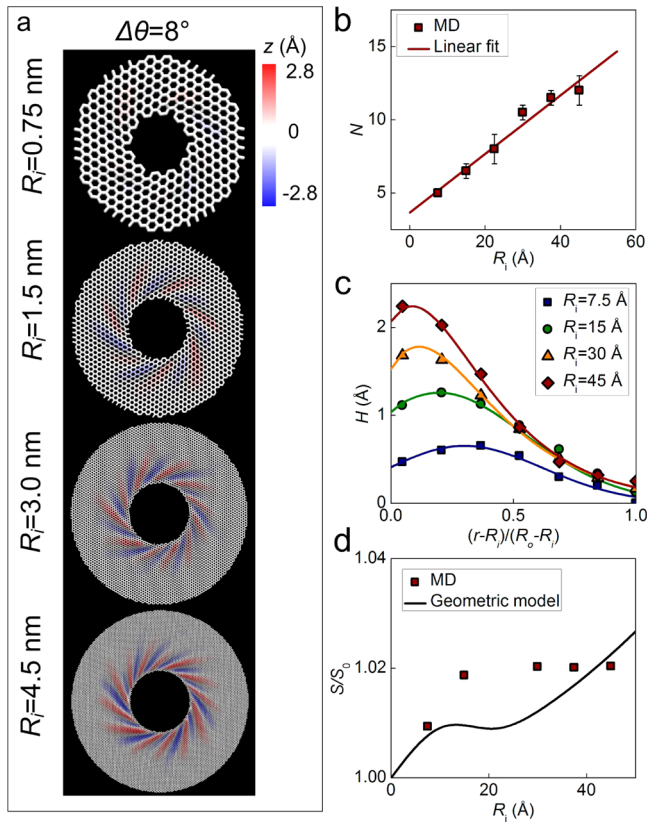 a
Δθ=8°
z (Å)
2.8
0
-2.8
Ri=0.75 nm
Ri=1.5 nm
Ri=3.0 nm
Ri=4.5 nm
b
MD
Linear fit
15
10
5
N
0 20 40 60
Ri (Å)
c
Ri=7.5 Å
Ri=15 Å
Ri=30 Å
Ri=45 Å
2
1
0
H (Å)
0.0 0.5 1.0
(r-Ri)/(Ro-Ri)
d
MD
Geometric model
1.04
1.02
1.00
S/S0
0 20 40
Ri (Å)